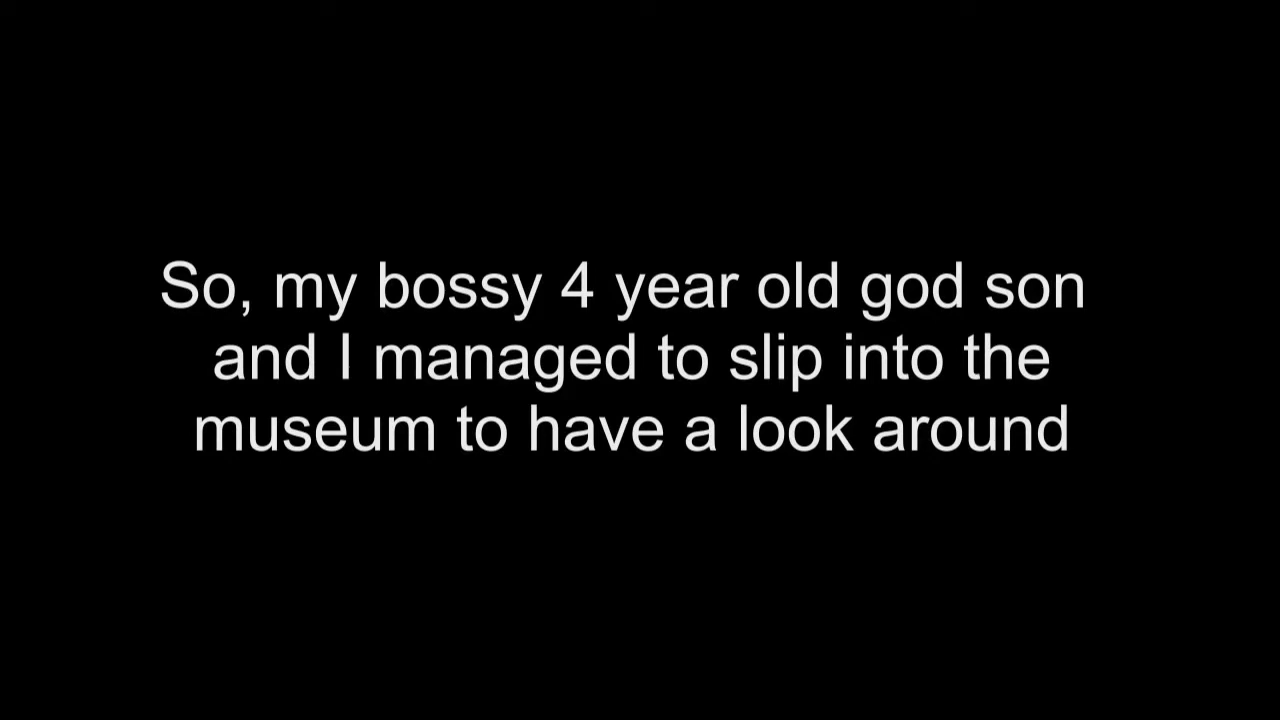 So, my bossy 4 year old god son
and I managed to slip into the
museum to have a look around